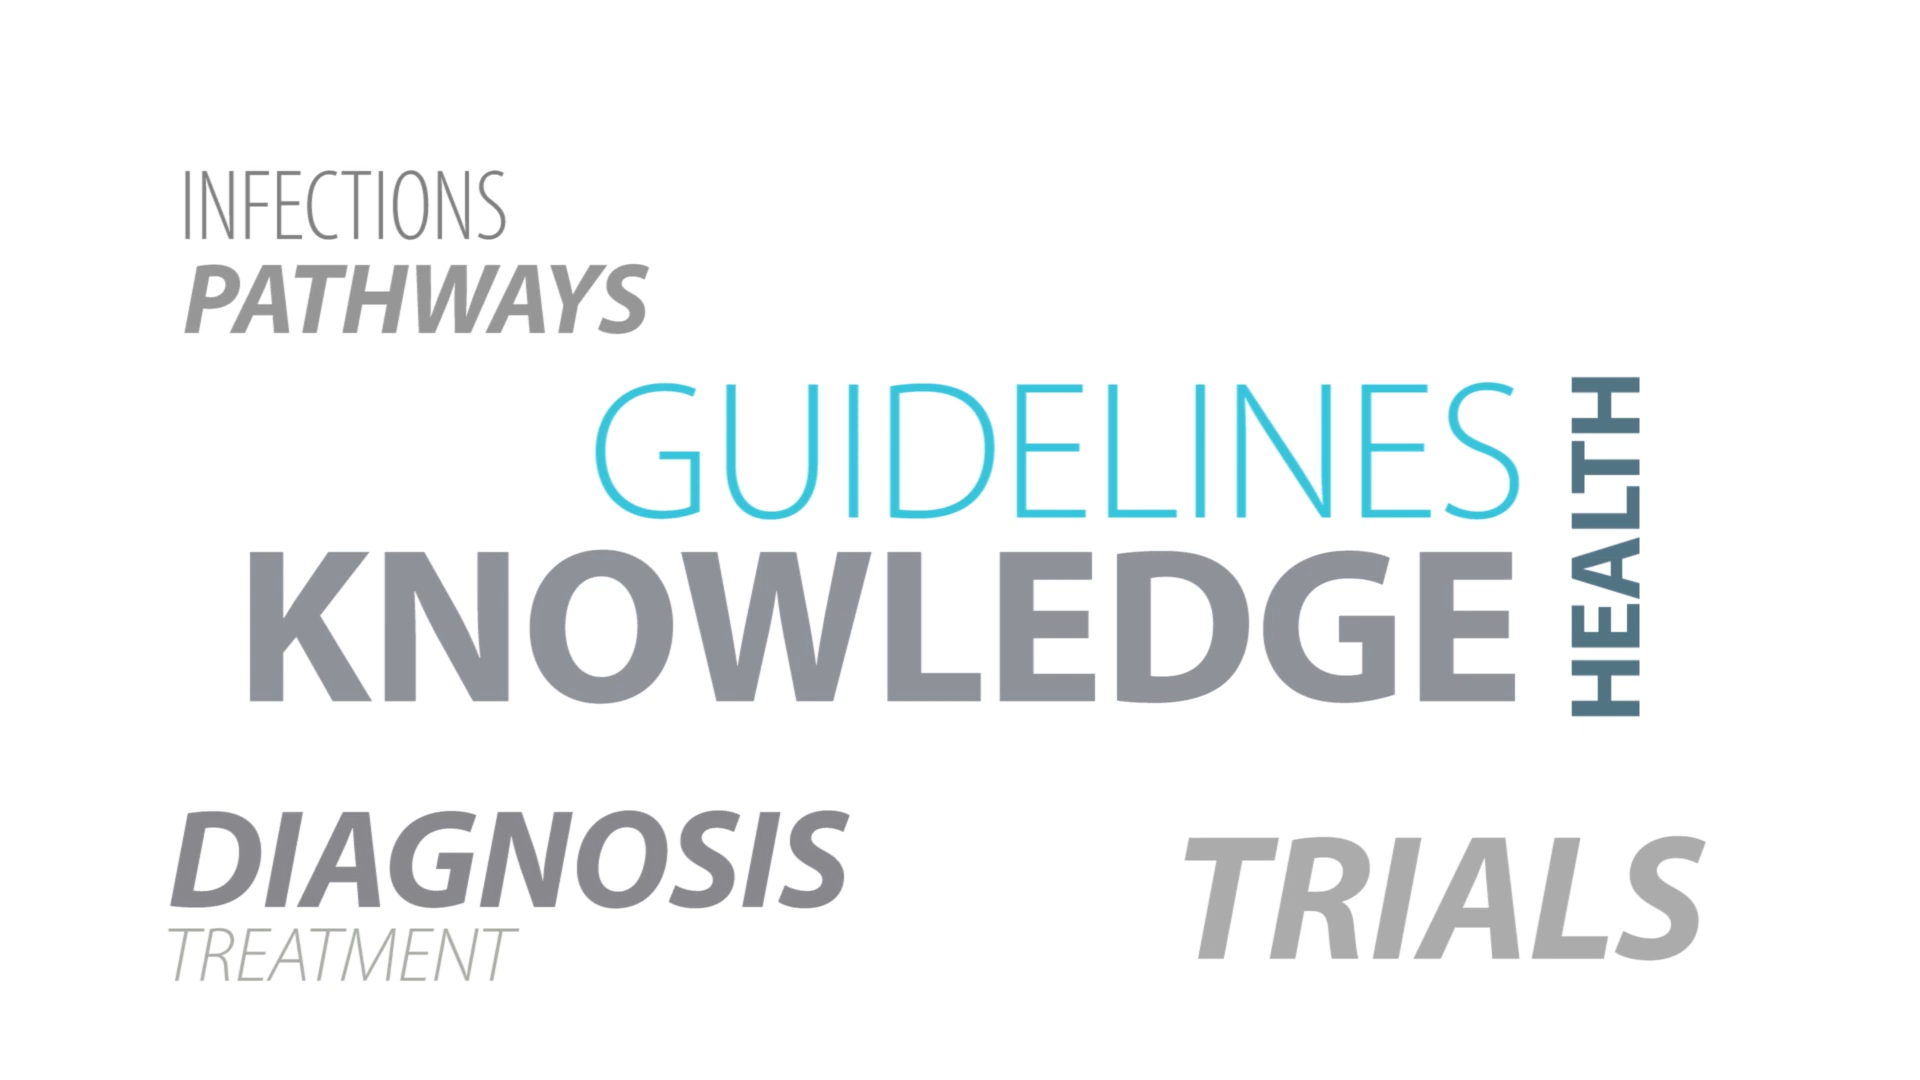 INFECTIONS
PATHWAYS
GUIDELINES
KNOWLEDGE
HEALTH
DIAGNOSIS
TREATMENT
TRIALS